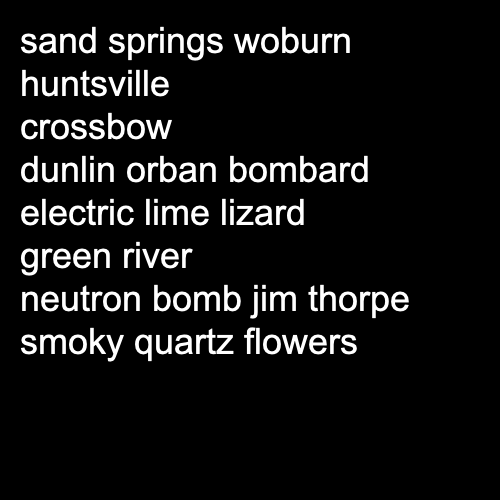 sand springs woburn
huntsville
crossbow
dunlin orban bombard
electric lime lizard
green river
neutron bomb jim thorpe
smoky quartz flowers